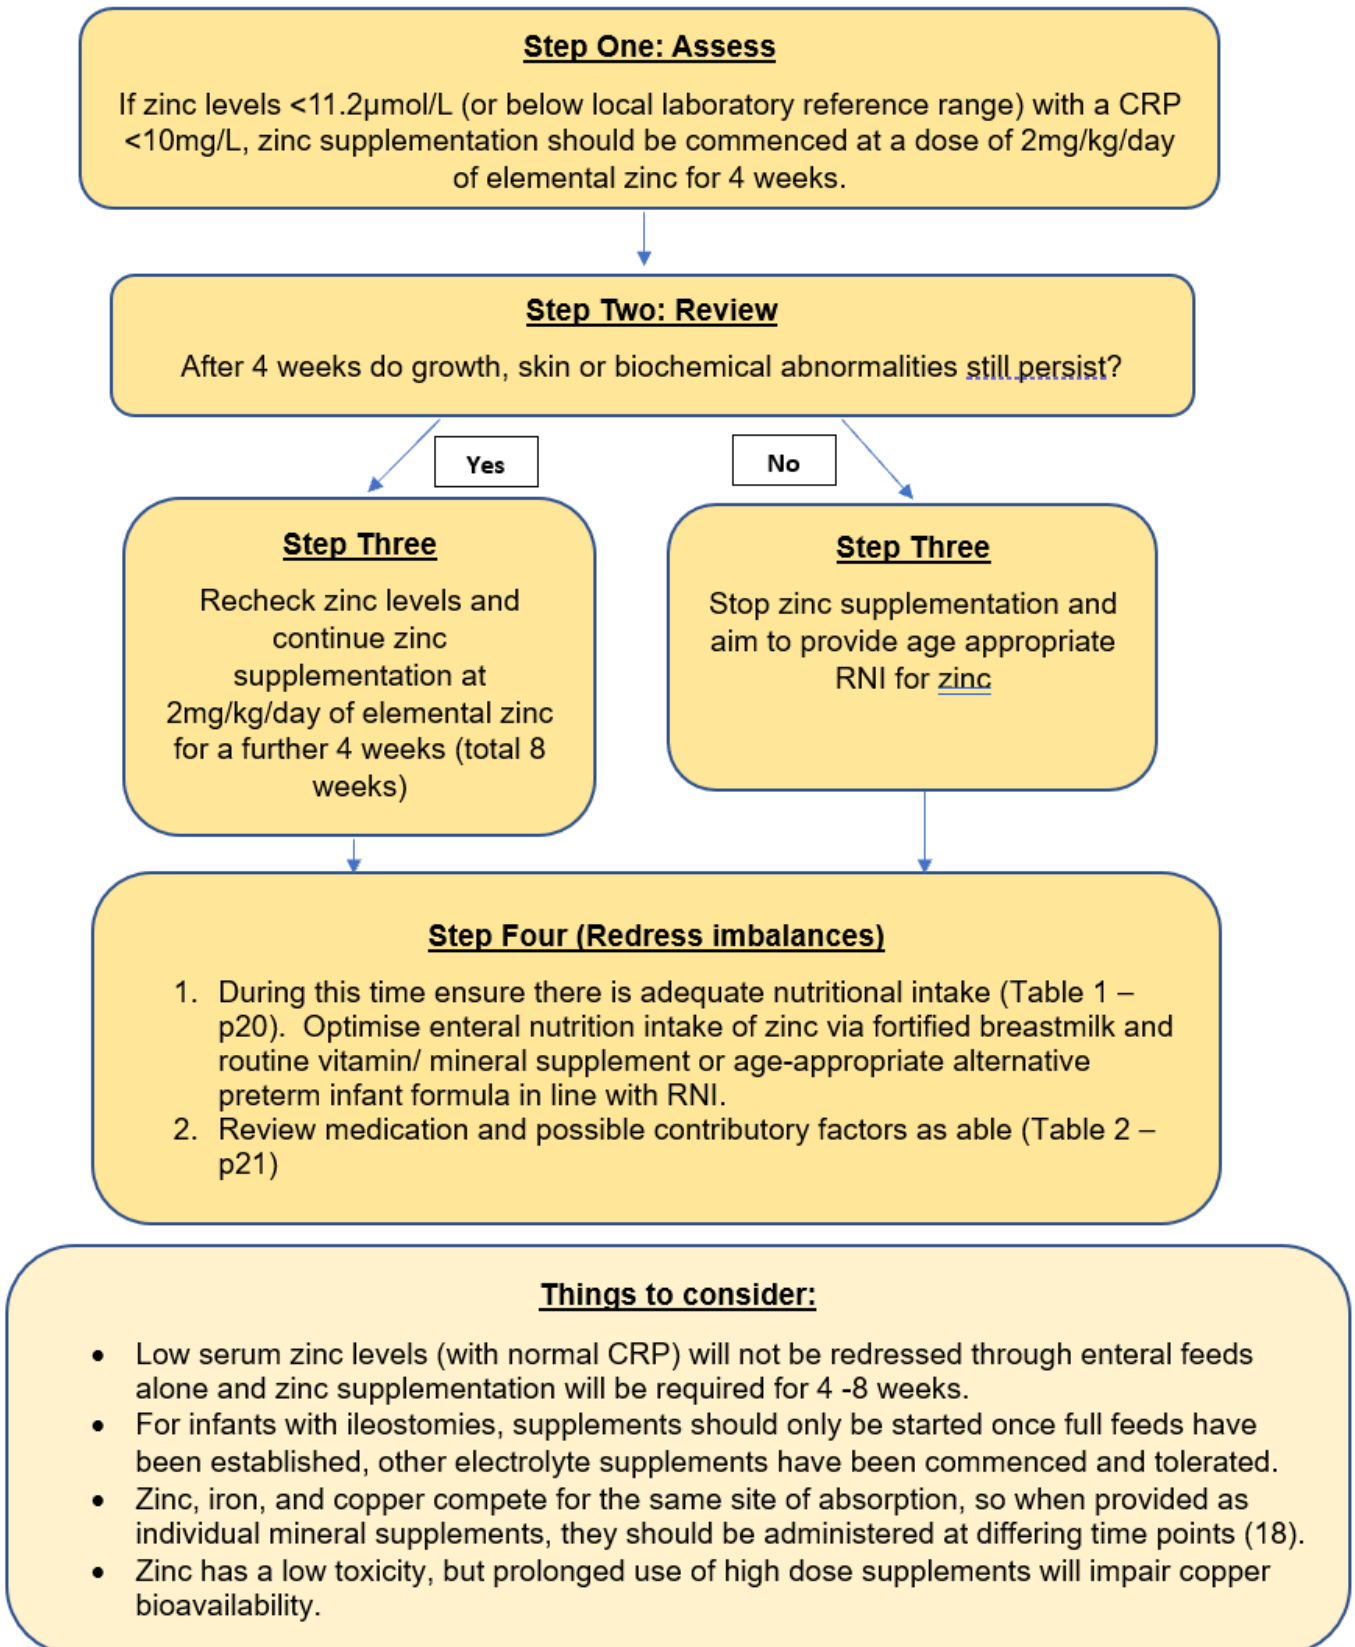 Step One: Assess
If zinc levels <11.2µmol/L (or below local laboratory reference range) with a CRP
<10mg/L, zinc supplementation should be commenced at a dose of 2mg/kg/day
of elemental zinc for 4 weeks.
Step Two: Review
After 4 weeks do growth, skin or biochemical abnormalities still persist?
Yes
No
Step Three
Recheck zinc levels and
continue zinc
supplementation at
2mg/kg/day of elemental zinc
for a further 4 weeks (total 8
weeks)
Step Three
Stop zinc supplementation and
aim to provide age appropriate
RNI for zinc
Step Four (Redress imbalances)
1. During this time ensure there is adequate nutritional intake (Table 1 –
p20). Optimise enteral nutrition intake of zinc via fortified breastmilk and
routine vitamin/ mineral supplement or age-appropriate alternative
preterm infant formula in line with RNI.
2. Review medication and possible contributory factors as able (Table 2 –
p21)
Things to consider:
• Low serum zinc levels (with normal CRP) will not be redressed through enteral feeds
alone and zinc supplementation will be required for 4 -8 weeks.
• For infants with ileostomies, supplements should only be started once full feeds have
been established, other electrolyte supplements have been commenced and tolerated.
• Zinc, iron, and copper compete for the same site of absorption, so when provided as
individual mineral supplements, they should be administered at differing time points (18).
• Zinc has a low toxicity, but prolonged use of high dose supplements will impair copper
bioavailability.